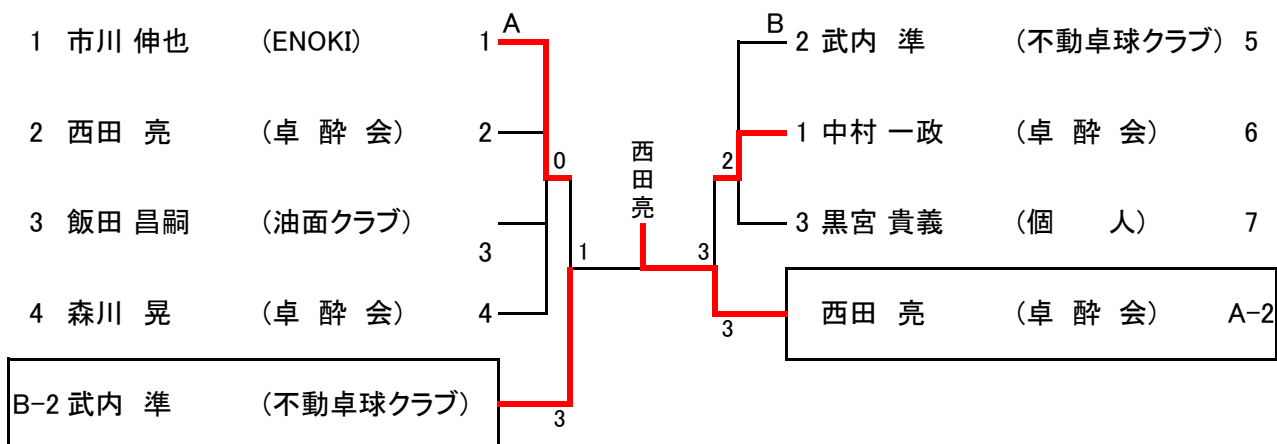 A
B
1 市川 伸也 (ENOKI) 1
2 武内 準 (不動卓球クラブ) 5
2 西田 亮 (卓 酔 会) 2
1 中村 一政 (卓 酔 会) 6
0
西田亮
2
3 飯田 昌嗣 (油面クラブ) 3
3 黒宮 貴義 (個 人) 7
1
3
4 森川 晃 (卓 酔 会) 4
西田 亮 (卓 酔 会) A-2
3
B-2 武内 準 (不動卓球クラブ)
3